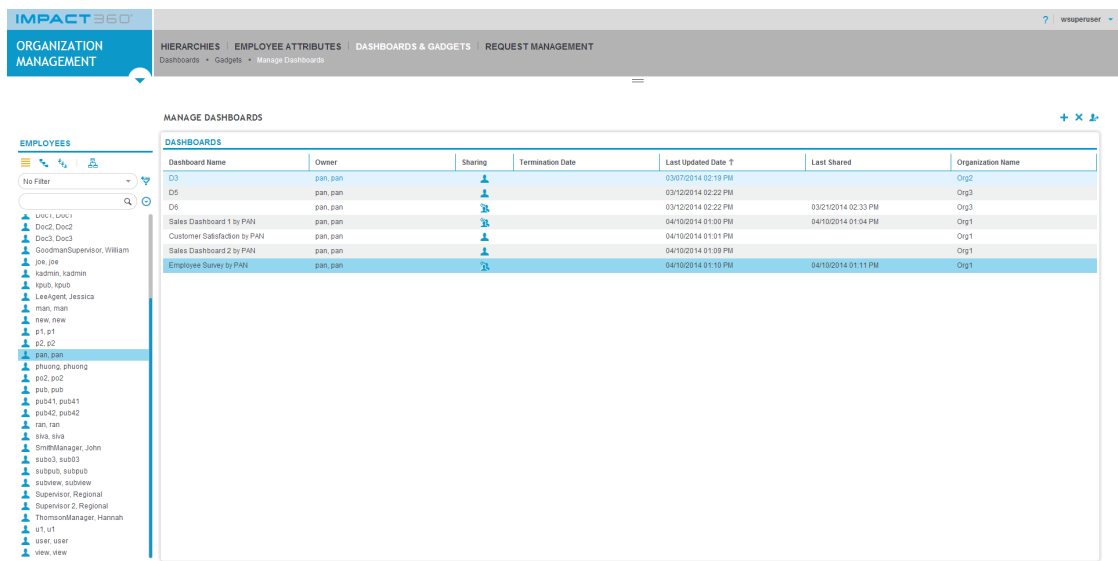 IMPACT360°
? wsuperuser
ORGANIZATION MANAGEMENT
HIERARCHIES | EMPLOYEE ATTRIBUTES | DASHBOARDS & GADGETS | REQUEST MANAGEMENT
Dashboards • Gadgets • Manage Dashboards
MANAGE DASHBOARDS
EMPLOYEES
No Filter
Doc1, Doc1
Doc2, Doc2
Doc3, Doc3
GoodmanSupervisor, William
joe, joe
kadmin, kadmin
kpub, kpub
LeeAgent, Jessica
man, man
new, new
p1, p1
p2, p2
pan, pan
phuong, phuong
po2, po2
pub, pub
pub41, pub41
pub42, pub42
ran, ran
siva, siva
SmithManager, John
subo3, sub03
subpub, subpub
subview, subview
Supervisor, Regional
Supervisor 2, Regional
ThomsonManager, Hannah
u1, u1
user, user
view, view
DASHBOARDS
Dashboard Name Owner Sharing Termination Date Last Updated Date ↑ Last Shared Organization Name
D3 pan, pan 03/07/2014 02:19 PM Org2
D5 pan, pan 03/12/2014 02:22 PM Org3
D6 pan, pan 03/12/2014 02:22 PM 03/21/2014 02:33 PM Org3
Sales Dashboard 1 by PAN pan, pan 04/10/2014 01:00 PM 04/10/2014 01:04 PM Org1
Customer Satisfaction by PAN pan, pan 04/10/2014 01:01 PM Org1
Sales Dashboard 2 by PAN pan, pan 04/10/2014 01:09 PM Org1
Employee Survey by PAN pan, pan 04/10/2014 01:10 PM 04/10/2014 01:11 PM Org1